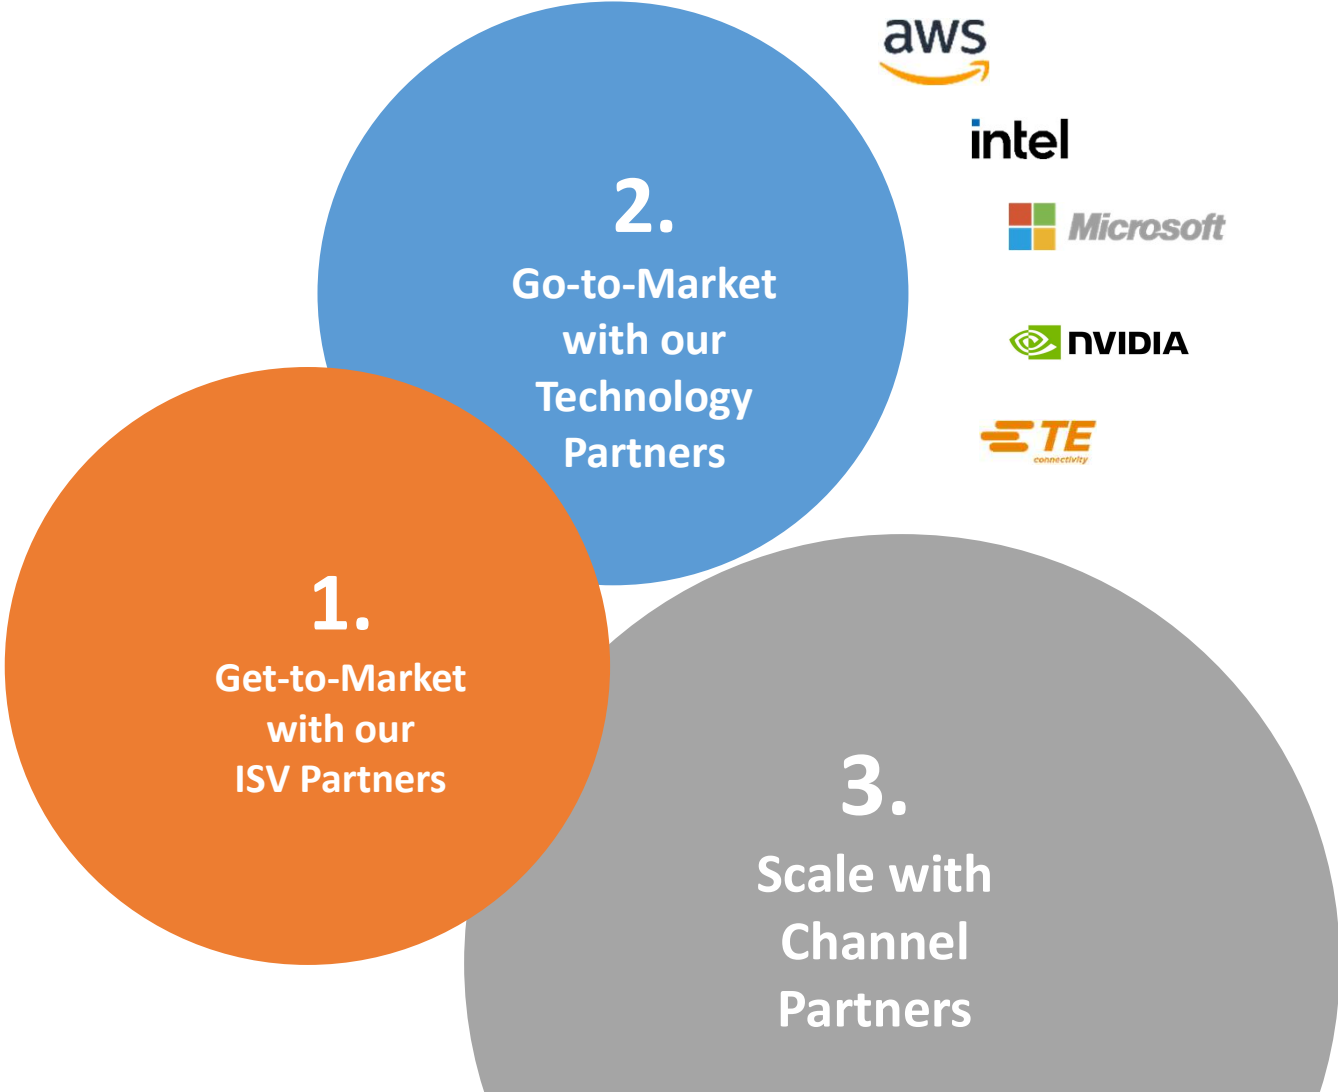 aws
intel
Microsoft
nVIDIA
TE
connectivity
2.
Go-to-Market
with our
Technology
Partners
1.
Get-to-Market
with our
ISV Partners
3.
Scale with
Channel
Partners